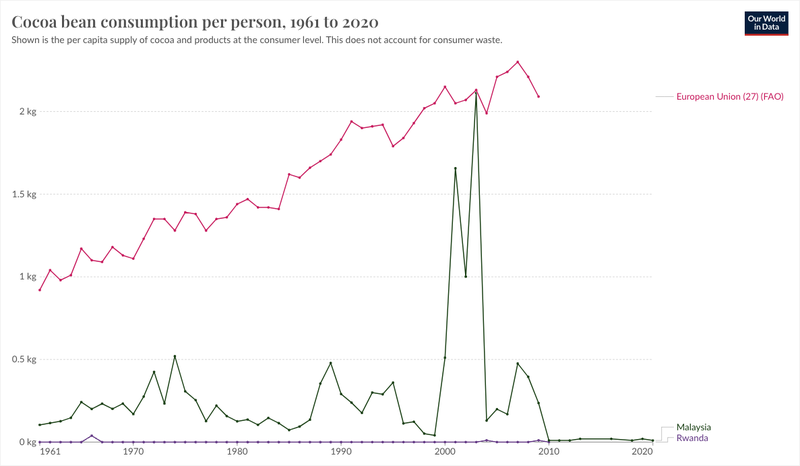 Cocoa bean consumption per person, 1961 to 2020
Our World
in Data
Shown is the per capita supply of cocoa and products at the consumer level. This does not account for consumer waste.
European Union (27) (FAO)
2 kg
1.5 kg
1 kg
0.5 kg
Malaysia
Rwanda
0 kg
1961
1970
1980
1990
2000
2010
2020